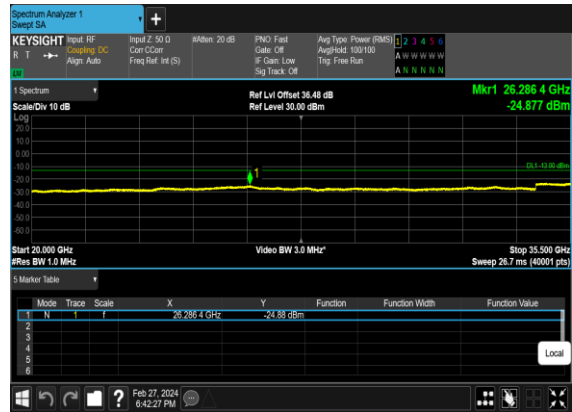 Spectrum Analyzer 1
Swept SA
+
KEYSIGHT Input: RF Input Z: 50 Ω #Atten: 20 dB PNO: Fast Avg Type: Power (RMS) 1 2 3 4 5 6
R T Coupling: DC Corr CCorr Gate: Off Avg|Hold: 100/100 A W W W W W
Align: Auto Freq Ref: Int (S) IF Gain: Low Trig: Free Run
Sig Track: Off A N N N N N
1 Spectrum Ref Lvl Offset 36.48 dB Mkr1 26.286 4 GHz
Scale/Div 10 dB Ref Level 30.00 dBm -24.877 dBm
Log
20.0
10.0
0.00
-10.0
DL1 -13.00 dBm
1
-20.0
-30.0
-40.0
-50.0
-60.0
Start 20.000 GHz Video BW 3.0 MHz* Stop 35.500 GHz
#Res BW 1.0 MHz Sweep 26.7 ms (40001 pts)
5 Marker Table
Mode Trace Scale X Y Function Function Width Function Value
1 N 1 f 26.286 4 GHz -24.88 dBm
2
3
4
5
6
Local
? Feb 27, 2024
6:42:27 PM